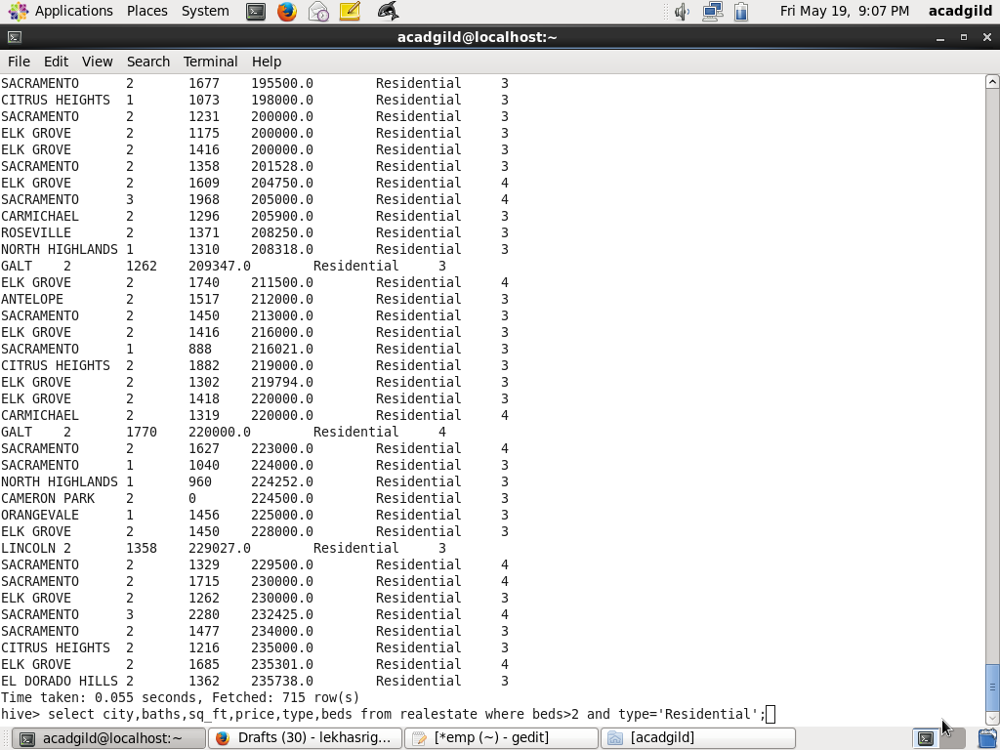 Applications Places System Fri May 19, 9:07 PM acadgild
acadgild@localhost:~
File Edit View Search Terminal Help
SACRAMENTO 2 1677 195500.0 Residential 3
CITRUS HEIGHTS 1 1073 198000.0 Residential 3
SACRAMENTO 2 1231 200000.0 Residential 3
ELK GROVE 2 1175 200000.0 Residential 3
ELK GROVE 2 1416 200000.0 Residential 3
SACRAMENTO 2 1358 201528.0 Residential 3
ELK GROVE 2 1609 204750.0 Residential 4
SACRAMENTO 3 1968 205000.0 Residential 4
CARMICHAEL 2 1296 205900.0 Residential 3
ROSEVILLE 2 1371 208250.0 Residential 3
NORTH HIGHLANDS 1 1310 208318.0 Residential 3
GALT 2 1262 209347.0 Residential 3
ELK GROVE 2 1740 211500.0 Residential 4
ANTELOPE 2 1517 212000.0 Residential 3
SACRAMENTO 2 1450 213000.0 Residential 3
ELK GROVE 2 1416 216000.0 Residential 3
SACRAMENTO 1 888 216021.0 Residential 3
CITRUS HEIGHTS 2 1882 219000.0 Residential 3
ELK GROVE 2 1302 219794.0 Residential 3
ELK GROVE 2 1418 220000.0 Residential 3
CARMICHAEL 2 1319 220000.0 Residential 4
GALT 2 1770 220000.0 Residential 4
SACRAMENTO 2 1627 223000.0 Residential 4
SACRAMENTO 1 1040 224000.0 Residential 3
NORTH HIGHLANDS 1 960 224252.0 Residential 3
CAMERON PARK 2 0 224500.0 Residential 3
ORANGEVALE 1 1456 225000.0 Residential 3
ELK GROVE 2 1450 228000.0 Residential 3
LINCOLN 2 1358 229027.0 Residential 3
SACRAMENTO 2 1329 229500.0 Residential 4
SACRAMENTO 2 1715 230000.0 Residential 4
ELK GROVE 2 1262 230000.0 Residential 3
SACRAMENTO 3 2280 232425.0 Residential 4
SACRAMENTO 2 1477 234000.0 Residential 3
CITRUS HEIGHTS 2 1216 235000.0 Residential 3
ELK GROVE 2 1685 235301.0 Residential 4
EL DORADO HILLS 2 1362 235738.0 Residential 3
Time taken: 0.055 seconds, Fetched: 715 row(s)
hive> select city,baths,sq_ft,price,type,beds from realestate where beds>2 and type='Residential';
acadgild@localhost:~ Drafts (30) - lekhasrig... [*emp (~) - gedit] [acadgild]